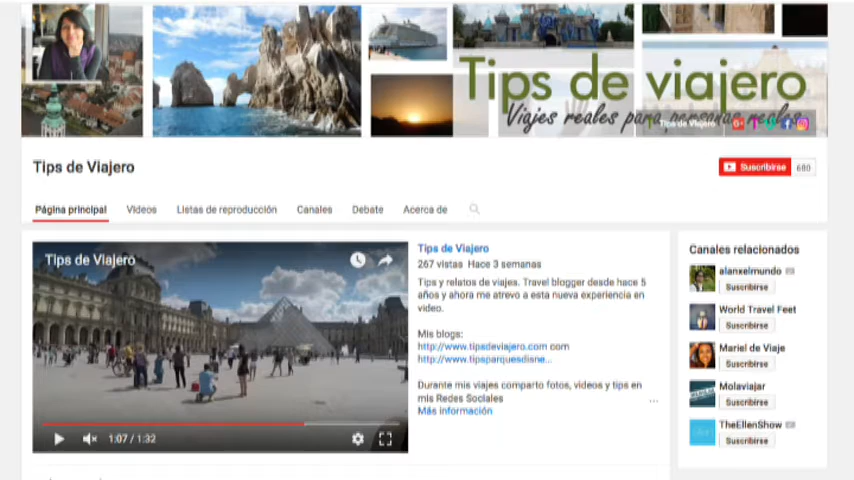 Tips de viajero
Viajes reales para personas reales
Tips de Viajero
Tips de Viajero
Suscribirse 680
Página principal Videos Listas de reproducción Canales Debate Acerca de
Tips de Viajero
1:07 / 1:32
Tips de Viajero
267 vistas Hace 3 semanas
Tips y relatos de viajes. Travel blogger desde hace 5
años y ahora me atrevo a esta nueva experiencia en
video.
Mis blogs:
http://www.tipsdeviajero.com com
http://www.tipsparquesdisne...
Durante mis viajes comparto fotos, videos y tips en
mis Redes Sociales
...
Más información
Canales relacionados
alanxelmundo
Suscribirse
World Travel Feet
Suscribirse
Mariel de Viaje
Suscribirse
Molaviajar
Suscribirse
TheEllenShow
Suscribirse